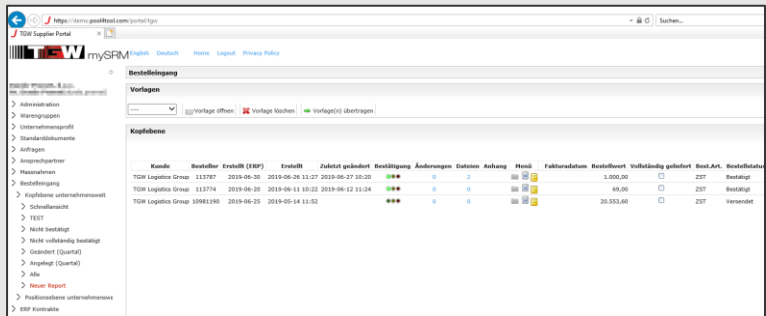 https://demo.pool4tool.com/portal/tgw
Suchen...
TGW Supplier Portal
TGW mySRM English Deutsch Home Logout Privacy Policy
Bestelleingang
Vorlagen
--- Vorlage öffnen Vorlage löschen Vorlage(n) übertragen
Kopfebene
Administration
Warengruppen
Unternehmensprofil
Standarddokumente
Anfragen
Ansprechpartner
Massnahmen
Bestelleingang
Kopfebene unternehmensweit
Schnellansicht
TEST
Nicht bestätigt
Nicht vollständig bestätigt
Geändert (Quartal)
Angelegt (Quartal)
Alle
Neuer Report
Positionsebene unternehmenswe
ERP Kontrakte
Kunde Bestellnr Erstellt (ERP) Erstellt Zuletzt geändert Bestätigung Änderungen Dateien Anhang Menü Fakturadatum Bestellwert Vollständig geliefert Best.Art. Bestellstatu
TGW Logistics Group 113787 2019-06-30 2019-06-26 11:27 2019-06-27 10:20 0 2 1.000,00 ZST Bestätigt
TGW Logistics Group 113774 2019-06-20 2019-06-11 10:22 2019-06-12 11:24 0 0 69,00 ZST Bestätigt
TGW Logistics Group 10981190 2019-06-25 2019-05-14 11:52 0 0 20.553,60 ZST Versendet